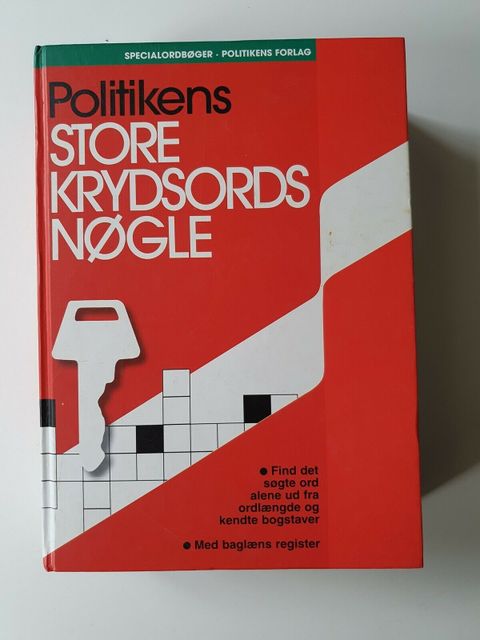 SPECIALORDBØGER · POLITIKENS FORLAG
Politikens
STORE
KRYDSORDS
NØGLE
● Find det
søgte ord
alene ud fra
ordlængde og
kendte bogstaver
● Med baglæns register